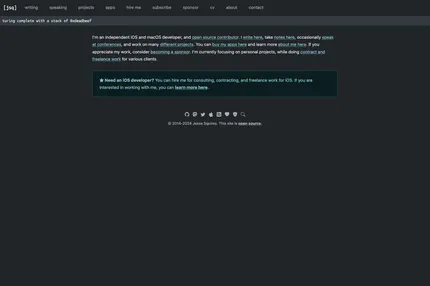 [jsq] writing speaking projects apps hire me subscribe sponsor cv about contact
turing complete with a stack of 0xdeadbeef
I'm an independent iOS and macOS developer, and open source contributor. I write here, take notes here, occasionally speak
at conferences, and work on many different projects. You can buy my apps here and learn more about me here. If you
appreciate my work, consider becoming a sponsor. I'm currently focusing on personal projects, while doing contract and
freelance work for various clients.
★ Need an iOS developer? You can hire me for consulting, contracting, and freelance work for iOS. If you are
interested in working with me, you can learn more here.
© 2014-2024 Jesse Squires. This site is open source.